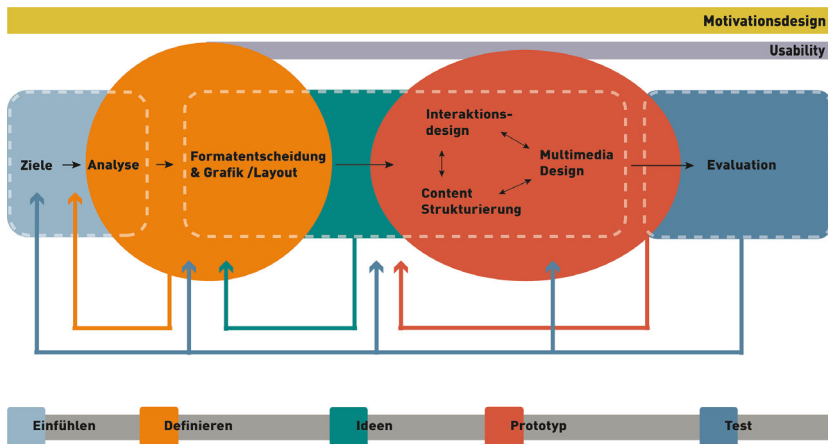 Motivationsdesign
Usability
Ziele
Analyse
Formatentscheidung
& Grafik /Layout
Interaktions-
design
Content
Strukturierung
Multimedia
Design
Evaluation
Einfühlen
Definieren
Ideen
Prototyp
Test